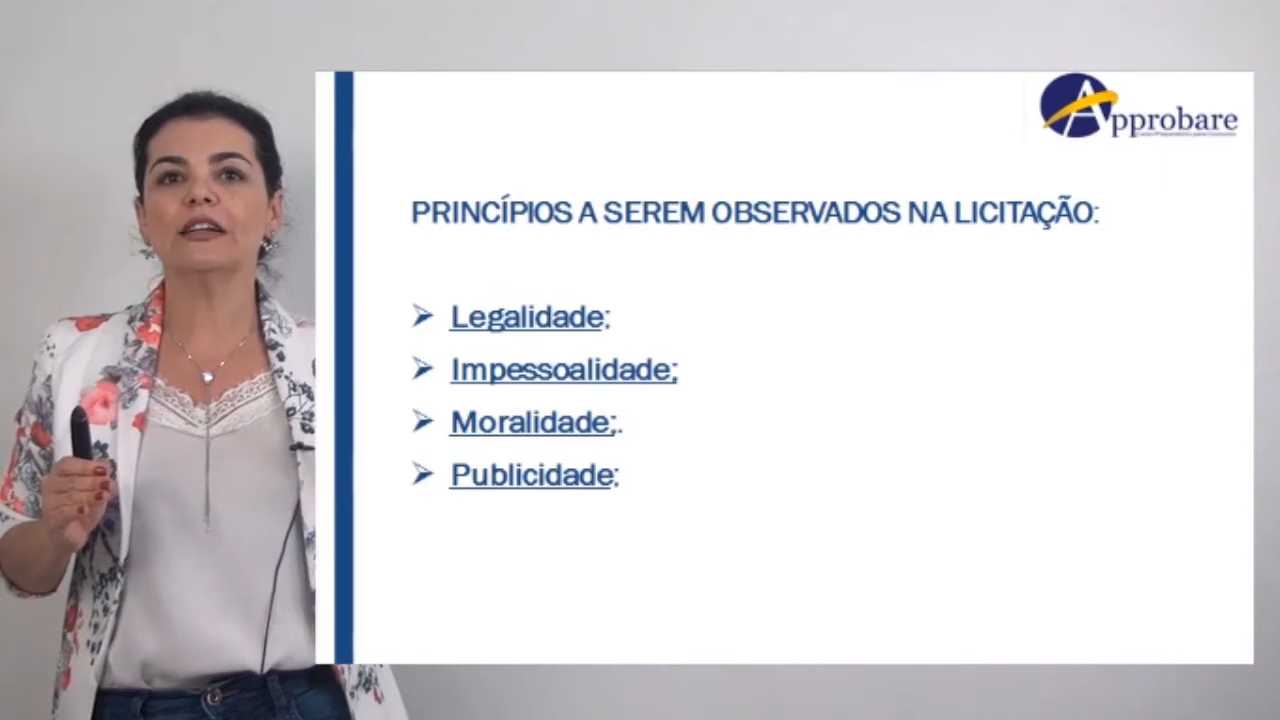 Approbare
PRINCÍPIOS A SEREM OBSERVADOS NA LICITAÇÃO:
➢ Legalidade;
➢ Impessoalidade;
➢ Moralidade;.
➢ Publicidade;